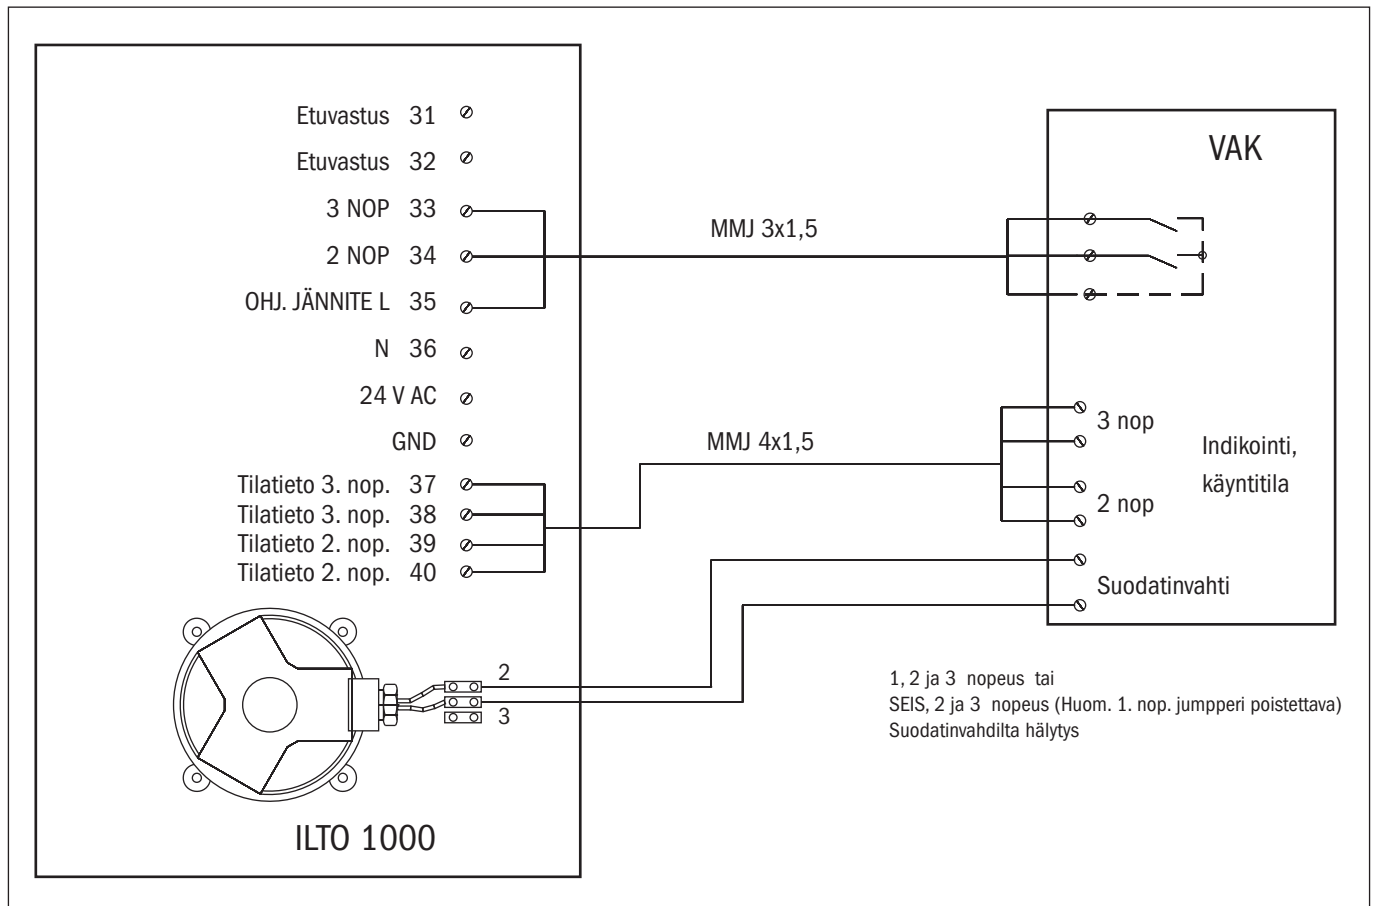 Etuvastus 31
Etuvastus 32
3 NOP 33
2 NOP 34
OHJ. JÄNNITE L 35
N 36
24 V AC
GND
Tilatieto 3. nop. 37
Tilatieto 3. nop. 38
Tilatieto 2. nop. 39
Tilatieto 2. nop. 40
2
3
ILTO 1000
MMJ 3x1,5
MMJ 4x1,5
VAK
3 nop
2 nop
Indikointi,
käyntitila
Suodatinvahti
1, 2 ja 3 nopeus tai
SEIS, 2 ja 3 nopeus (Huom. 1. nop. jumpperi poistettava)
Suodatinvahdilta hälytys